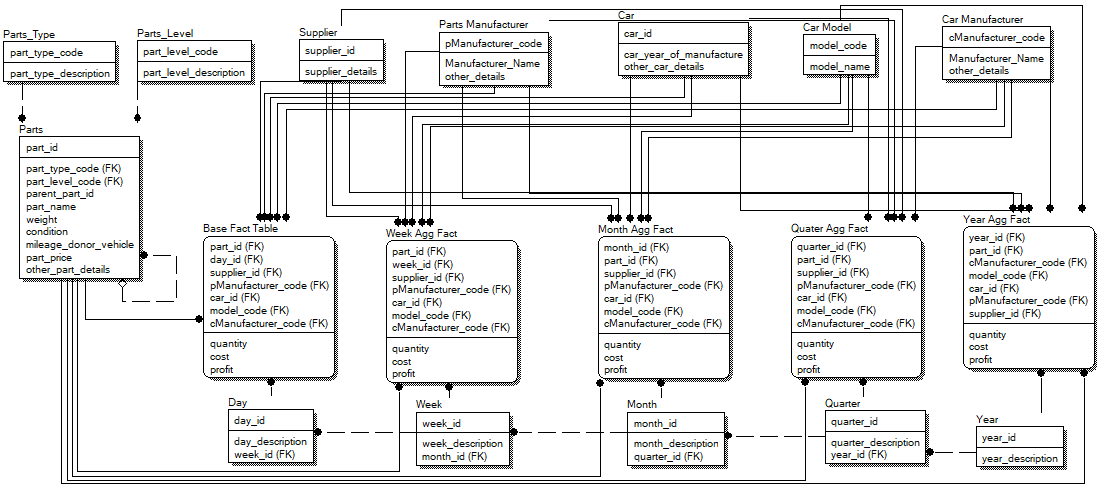 Parts_Type
part_type_code
part_type_description
Parts_Level
part_level_code
part_level_description
Supplier
supplier_id
supplier_details
Parts Manufacturer
pManufacturer_code
Manufacturer_Name
other_details
Car
car_id
car_year_of_manufacture
other_car_details
Car Model
model_code
model_name
Car Manufacturer
cManufacturer_code
Manufacturer_Name
other_details
Parts
part_id
part_type_code (FK)
part_level_code (FK)
parent_part_id
part_name
weight
condition
mileage_donor_vehicle
part_price
other_part_details
Base Fact Table
part_id (FK)
day_id (FK)
supplier_id (FK)
pManufacturer_code (FK)
car_id (FK)
model_code (FK)
cManufacturer_code (FK)
quantity
cost
profit
Week Agg Fact
part_id (FK)
week_id (FK)
supplier_id (FK)
pManufacturer_code (FK)
car_id (FK)
model_code (FK)
cManufacturer_code (FK)
quantity
cost
profit
Month Agg Fact
month_id (FK)
part_id (FK)
supplier_id (FK)
pManufacturer_code (FK)
car_id (FK)
model_code (FK)
cManufacturer_code (FK)
quantity
cost
profit
Quater Agg Fact
quarter_id (FK)
part_id (FK)
supplier_id (FK)
pManufacturer_code (FK)
car_id (FK)
model_code (FK)
cManufacturer_code (FK)
quantity
cost
profit
Year Agg Fact
year_id (FK)
part_id (FK)
cManufacturer_code (FK)
model_code (FK)
car_id (FK)
pManufacturer_code (FK)
supplier_id (FK)
quantity
cost
profit
Day
day_id
day_description
week_id (FK)
Week
week_id
week_description
month_id (FK)
Month
month_id
month_description
quarter_id (FK)
Quarter
quarter_id
quarter_description
year_id (FK)
Year
year_id
year_description